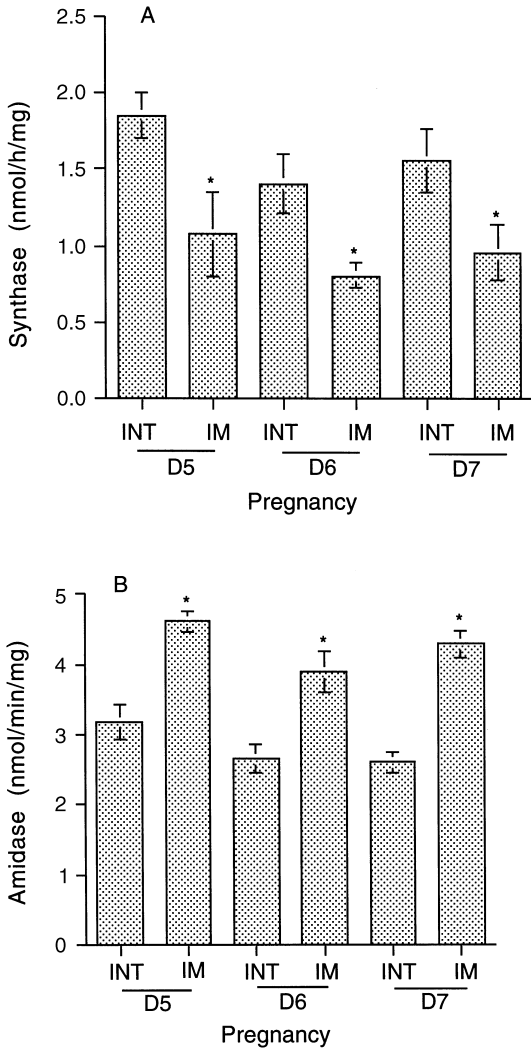 A
2.5
2.0
1.5
1.0
0.5
0.0
Synthase (nmol/h/mg)
* * *
INT IM INT IM INT IM
D5 D6 D7
Pregnancy
B
5
4
3
2
1
0
Amidase (nmol/min/mg)
* * *
INT IM INT IM INT IM
D5 D6 D7
Pregnancy